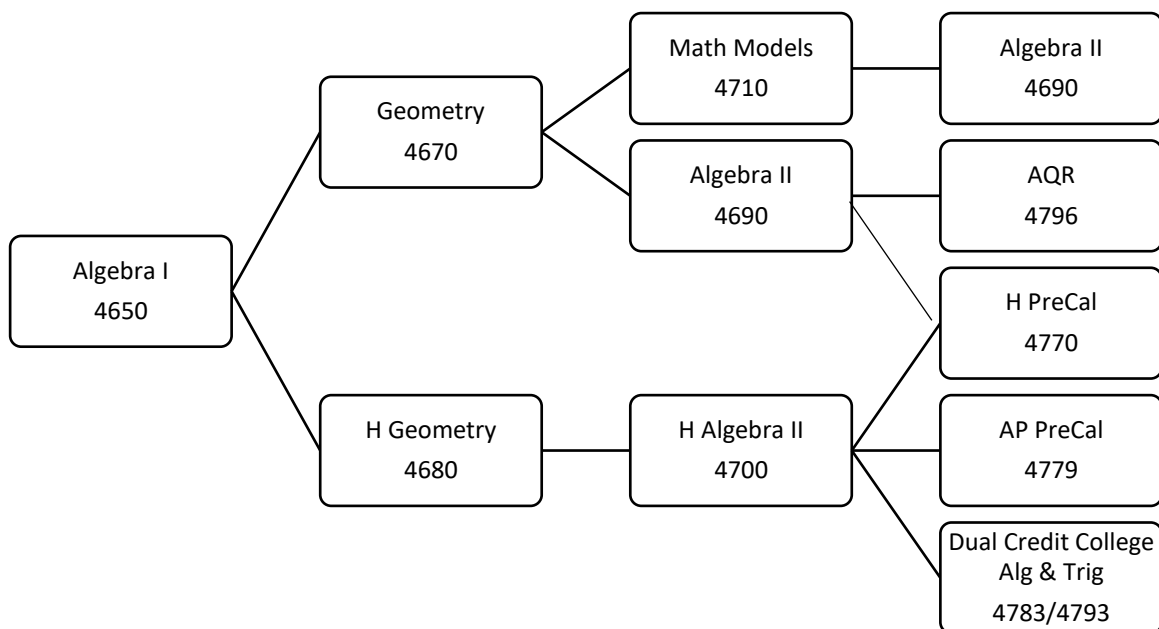 Algebra I
4650
Geometry
4670
H Geometry
4680
Math Models
4710
Algebra II
4690
H Algebra II
4700
Algebra II
4690
AQR
4796
H PreCal
4770
AP PreCal
4779
Dual Credit College
Alg & Trig
4783/4793